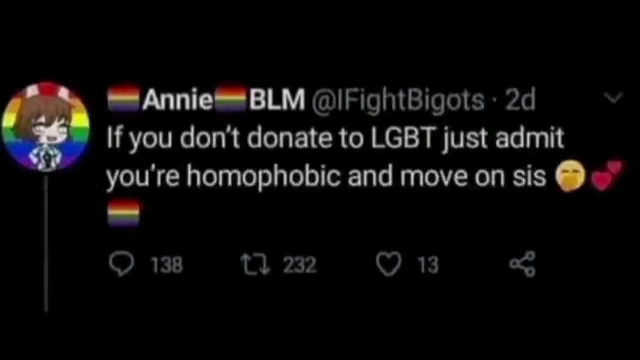 🏳️‍🌈Annie🏳️‍🌈BLM @IFightBigots · 2d
If you don't donate to LGBT just admit
you're homophobic and move on sis 🤭💕
🏳️‍🌈
138 232 13